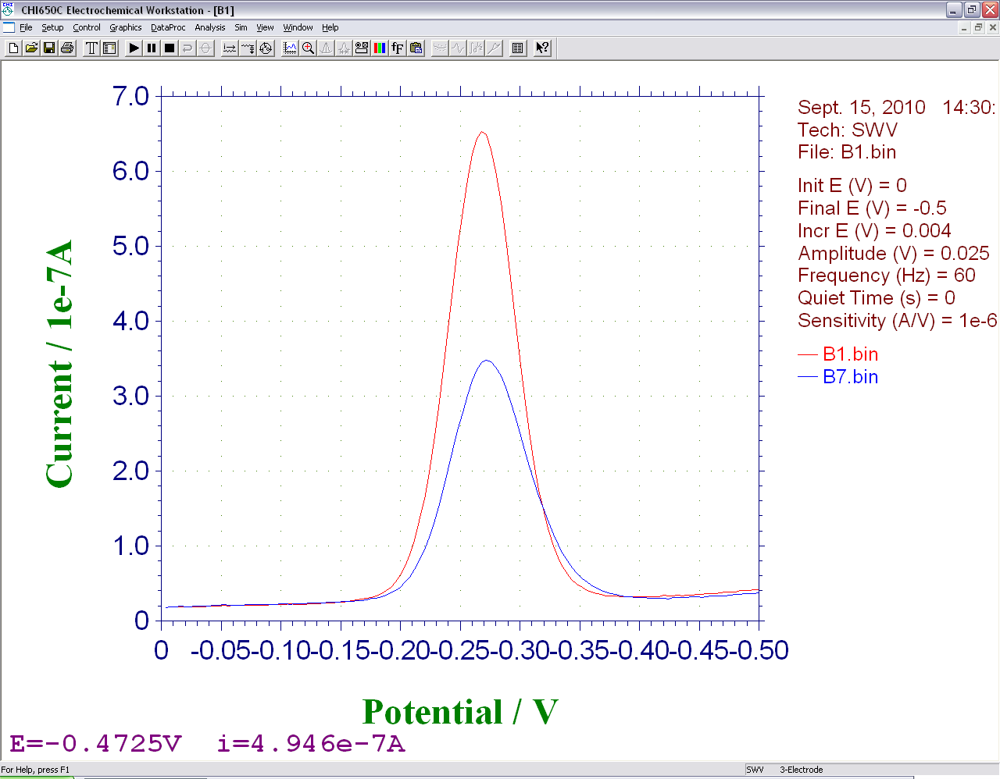 CHI650C Electrochemical Workstation - [B1]
File Setup Control Graphics DataProc Analysis Sim View Window Help
7.0
6.0
5.0
4.0
3.0
2.0
1.0
0
Current / 1e-7A
0 -0.05 -0.10 -0.15 -0.20 -0.25 -0.30 -0.35 -0.40 -0.45 -0.50
Potential / V
Sept. 15, 2010 14:30:
Tech: SWV
File: B1.bin
Init E (V) = 0
Final E (V) = -0.5
Incr E (V) = 0.004
Amplitude (V) = 0.025
Frequency (Hz) = 60
Quiet Time (s) = 0
Sensitivity (A/V) = 1e-6
B1.bin
B7.bin
E=-0.4725V i=4.946e-7A
For Help, press F1 SWV 3-Electrode